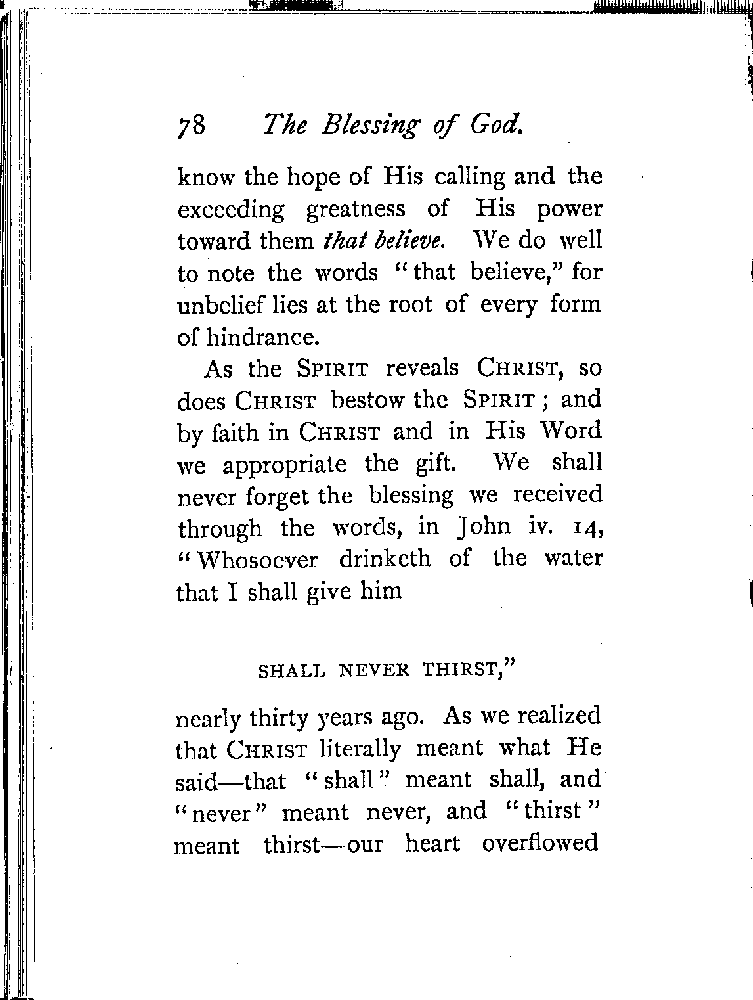 78 The Blessing of God.
know the hope of His calling and the
exceeding greatness of His power
toward them that believe. We do well
to note the words “that believe,” for
unbelief lies at the root of every form
of hindrance.
As the SPIRIT reveals CHRIST, so
does CHRIST bestow the SPIRIT; and
by faith in CHRIST and in His Word
we appropriate the gift. We shall
never forget the blessing we received
through the words, in John iv. 14,
“Whosoever drinketh of the water
that I shall give him
SHALL NEVER THIRST,”
nearly thirty years ago. As we realized
that CHRIST literally meant what He
said—that “shall” meant shall, and
“never” meant never, and “thirst”
meant thirst—our heart overflowed